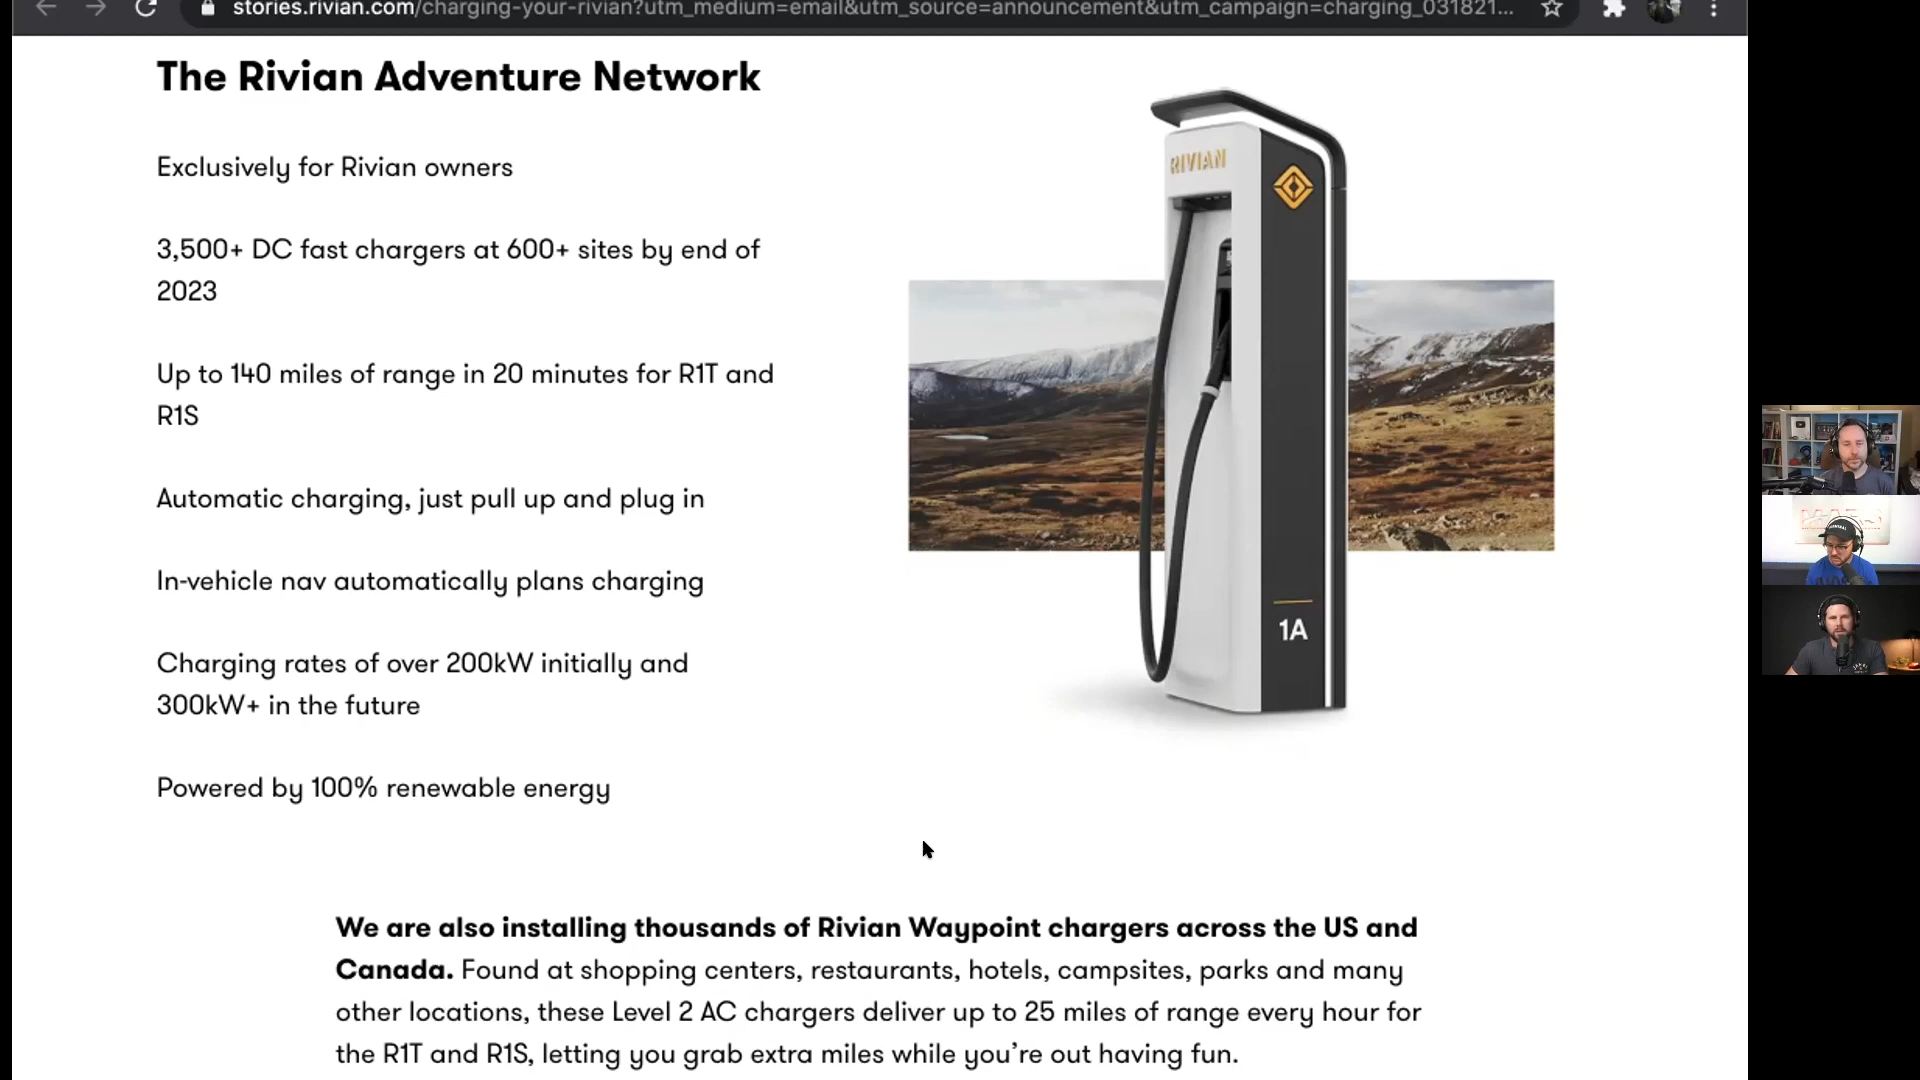 stories.rivian.com/charging-your-rivian?utm_medium=email&utm_source=announcement&utm_campaign=charging_031821...
The Rivian Adventure Network
Exclusively for Rivian owners
3,500+ DC fast chargers at 600+ sites by end of
2023
Up to 140 miles of range in 20 minutes for R1T and
R1S
Automatic charging, just pull up and plug in
In-vehicle nav automatically plans charging
Charging rates of over 200kW initially and
300kW+ in the future
Powered by 100% renewable energy
RIVIAN
1A
We are also installing thousands of Rivian Waypoint chargers across the US and
Canada. Found at shopping centers, restaurants, hotels, campsites, parks and many
other locations, these Level 2 AC chargers deliver up to 25 miles of range every hour for
the R1T and R1S, letting you grab extra miles while you're out having fun.